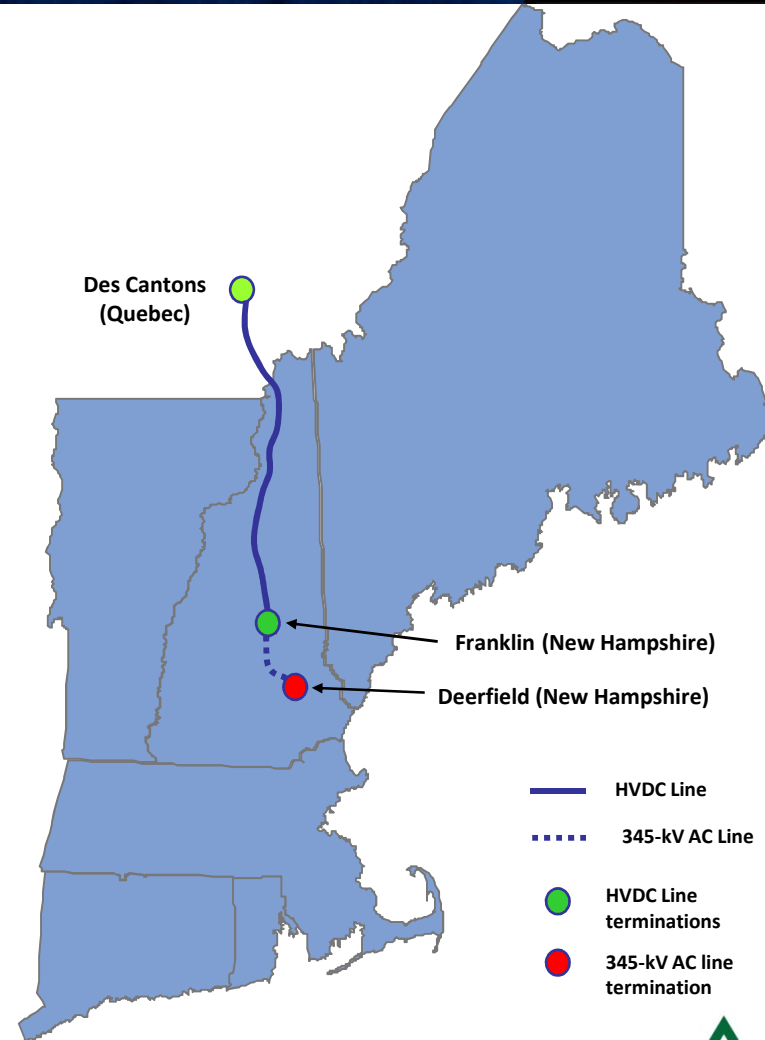 Des Cantons
(Quebec)
Franklin (New Hampshire)
Deerfield (New Hampshire)
HVDC Line
345-kV AC Line
HVDC Line
terminations
345-kV AC line
termination